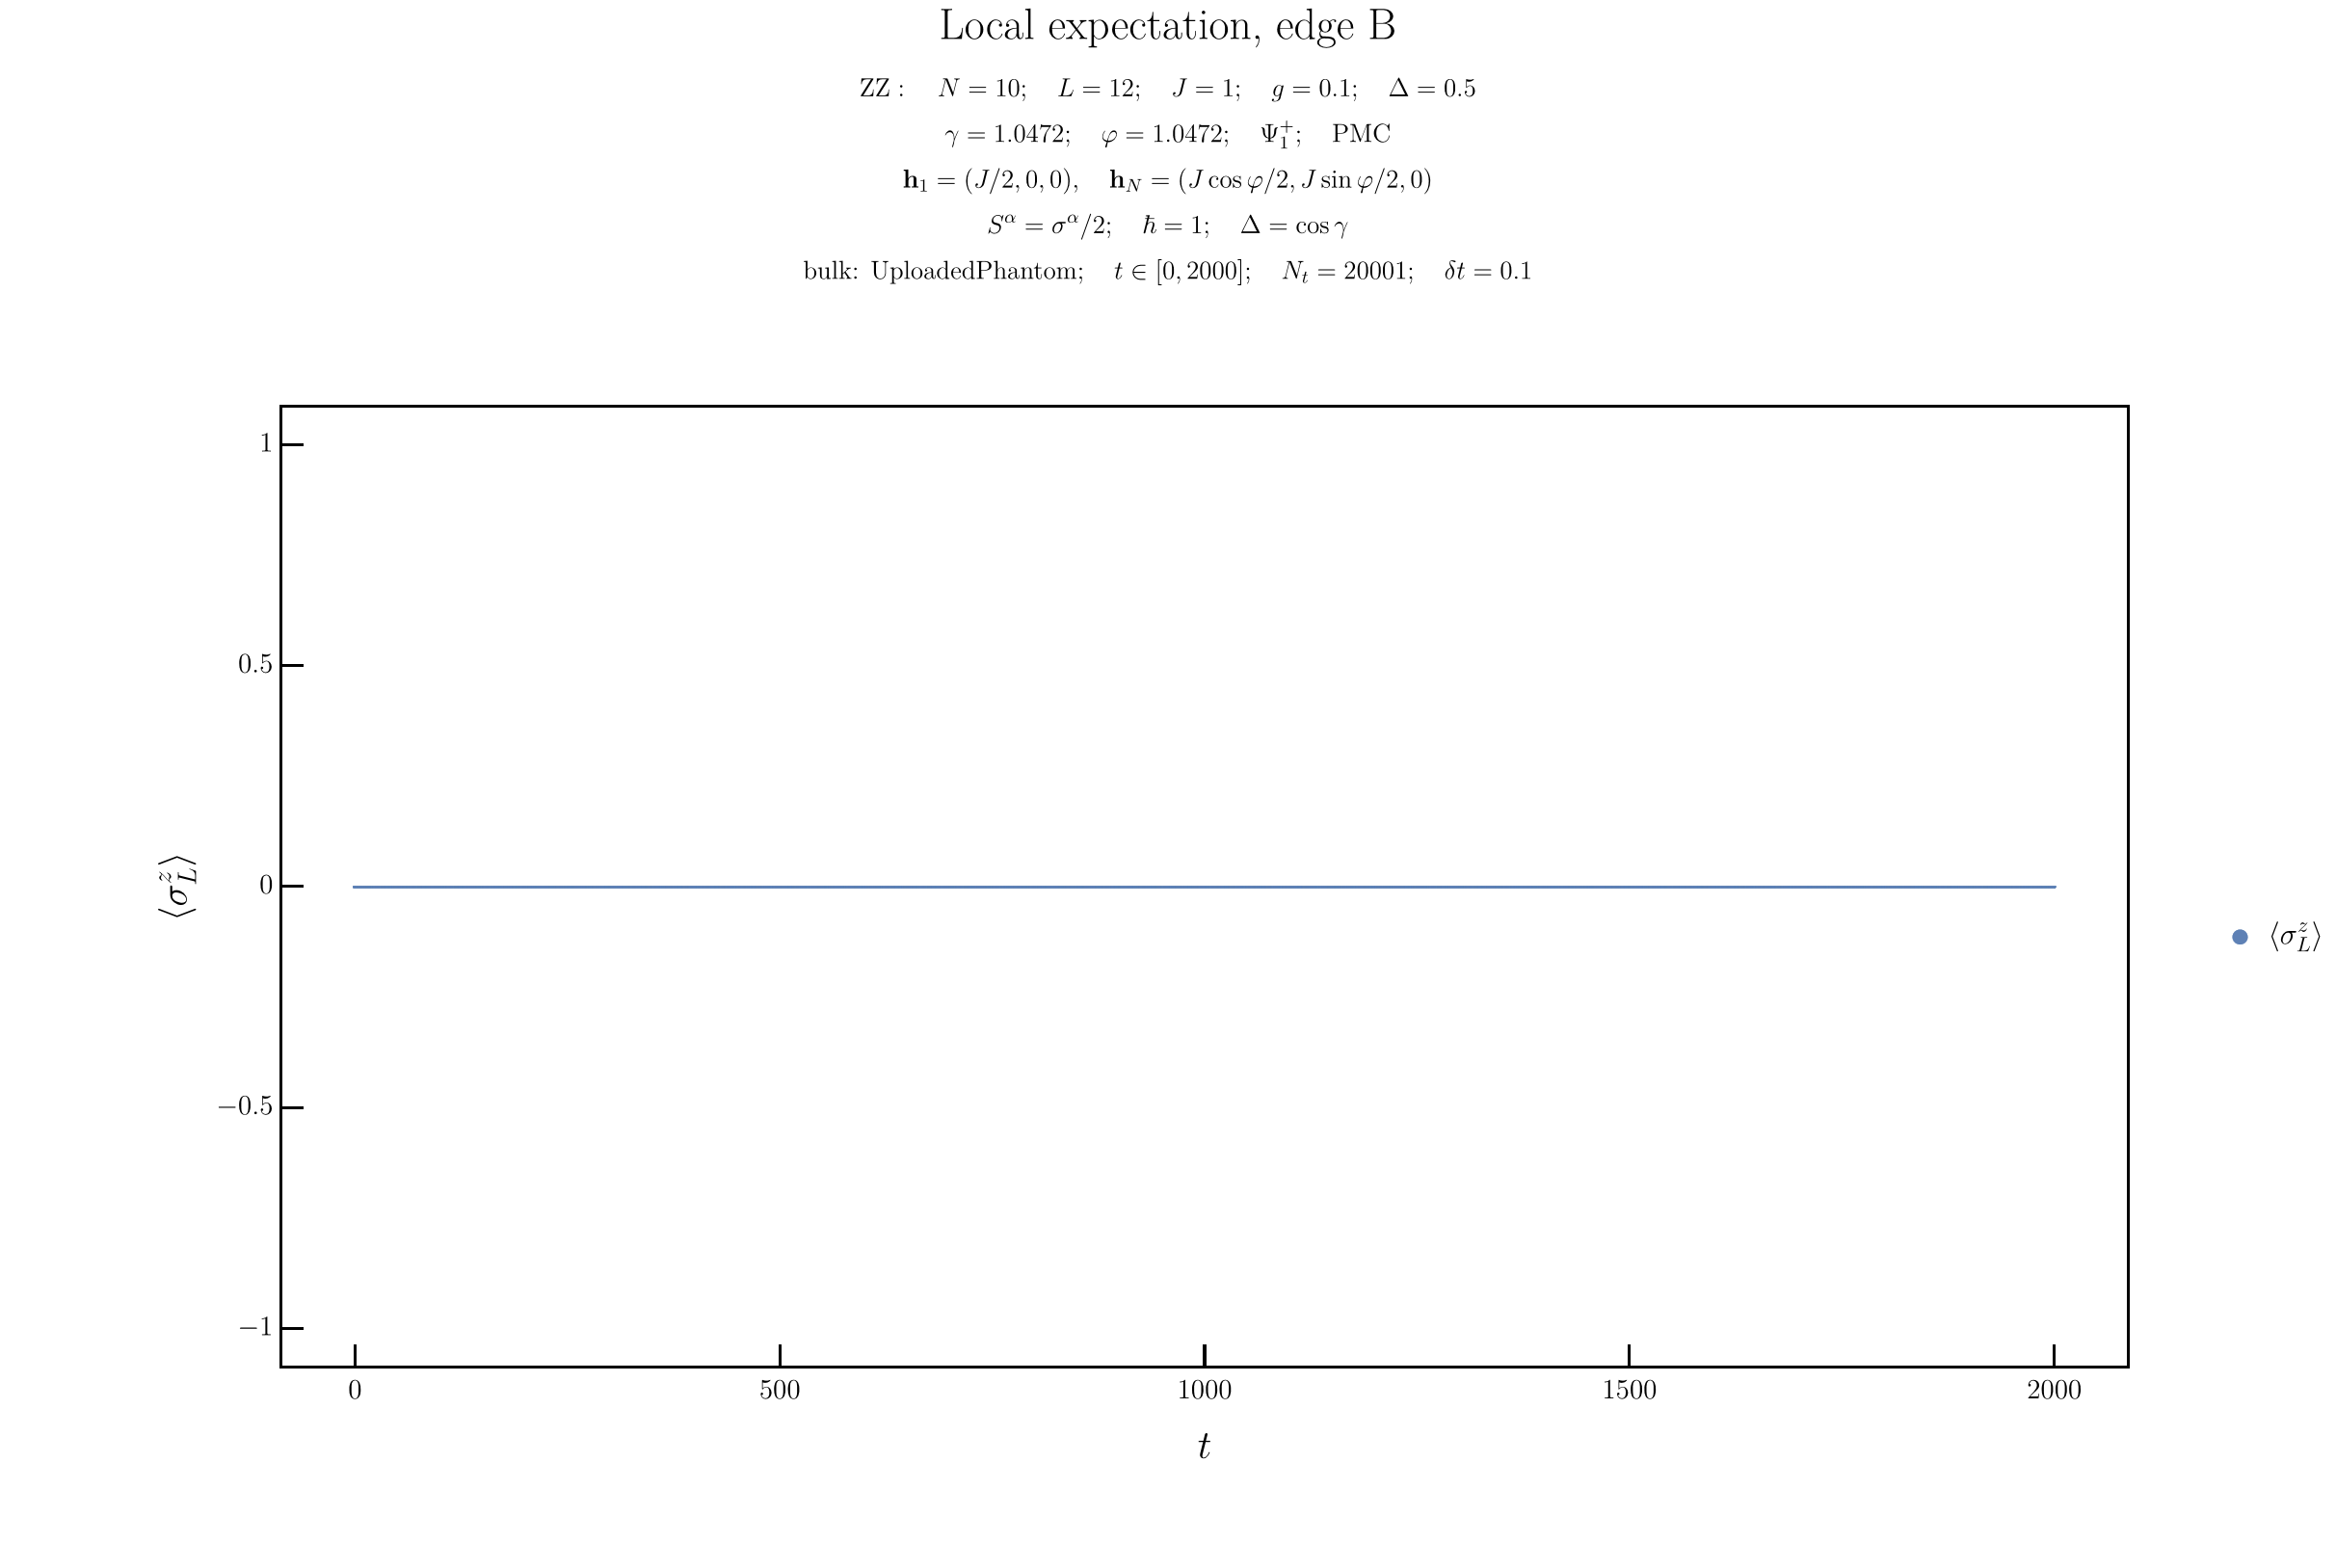 Local expectation, edge B
ZZ : N = 10; L = 12; J = 1; g = 0.1; Δ = 0.5
γ = 1.0472; φ = 1.0472; Ψ₁⁺; PMC
𝐡₁ = (J/2, 0, 0), 𝐡_N = (J cos φ/2, J sin φ/2, 0)
S^α = σ^α/2; ℏ = 1; Δ = cos γ
bulk: UploadedPhantom; t ∈ [0, 2000]; N_t = 20001; δt = 0.1
1
0.5
0
−0.5
−1
⟨σ_L^z⟩
0 500 1000 1500 2000
t
⟨σ_L^z⟩